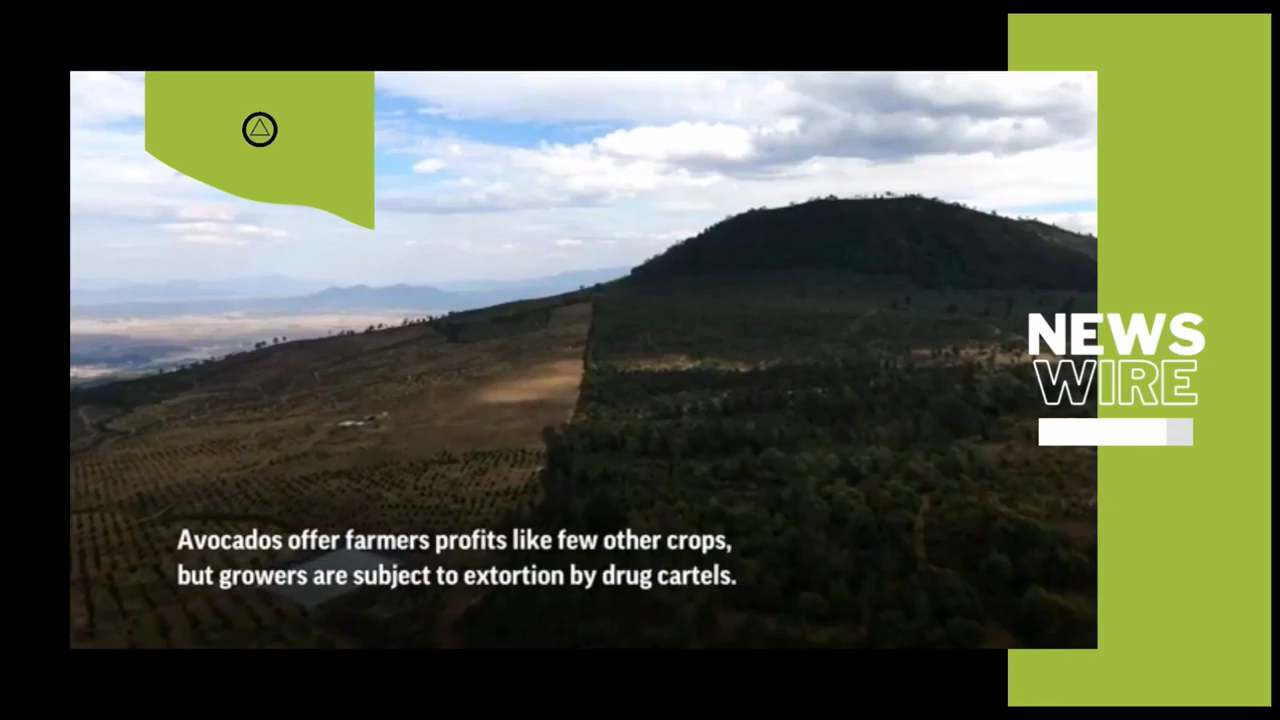 NEWS
WIRE
Avocados offer farmers profits like few other crops,
but growers are subject to extortion by drug cartels.